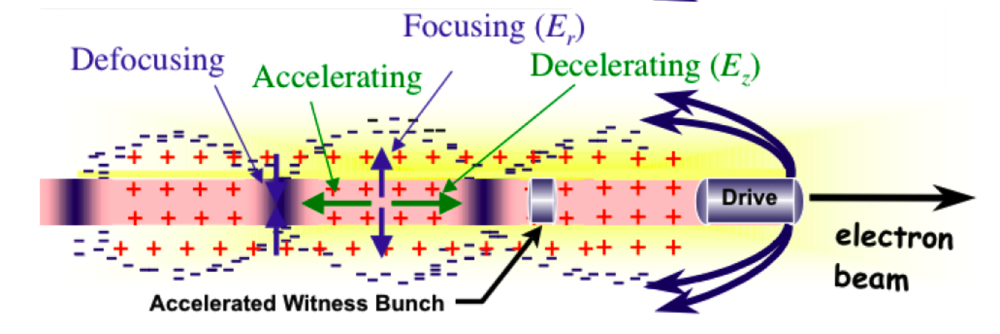 Focusing (E_r)
Defocusing
Accelerating
Decelerating (E_z)
Drive
electron
beam
Accelerated Witness Bunch